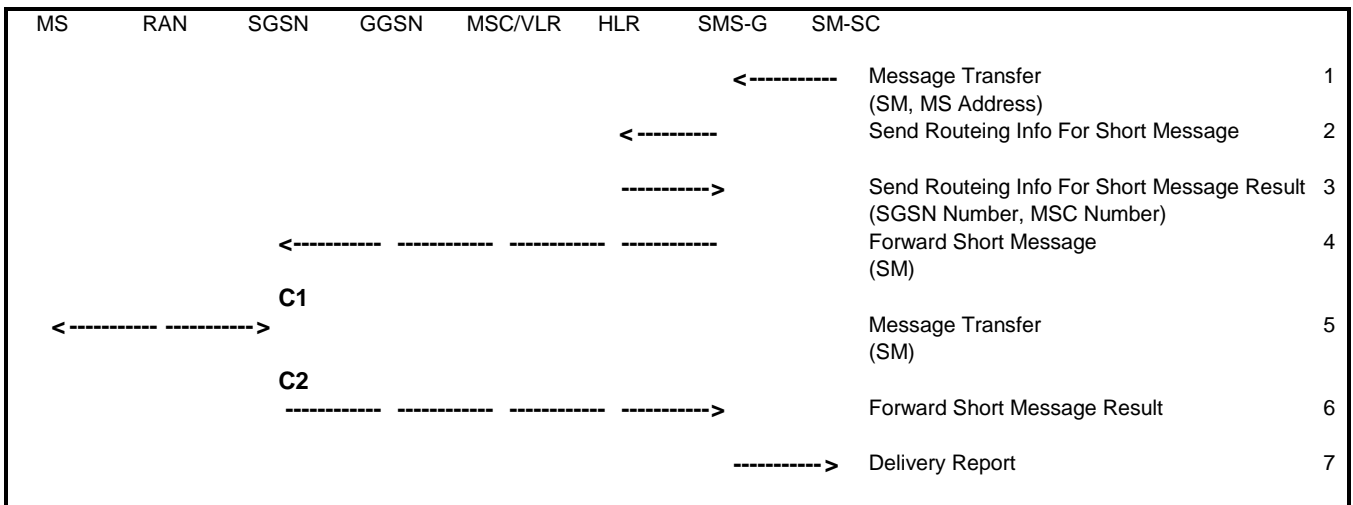 MS RAN SGSN GGSN MSC/VLR HLR SMS-G SM-SC
Message Transfer 1
(SM, MS Address)
Send Routeing Info For Short Message 2
Send Routeing Info For Short Message Result 3
(SGSN Number, MSC Number)
Forward Short Message 4
(SM)
C1
Message Transfer 5
(SM)
C2
Forward Short Message Result 6
Delivery Report 7